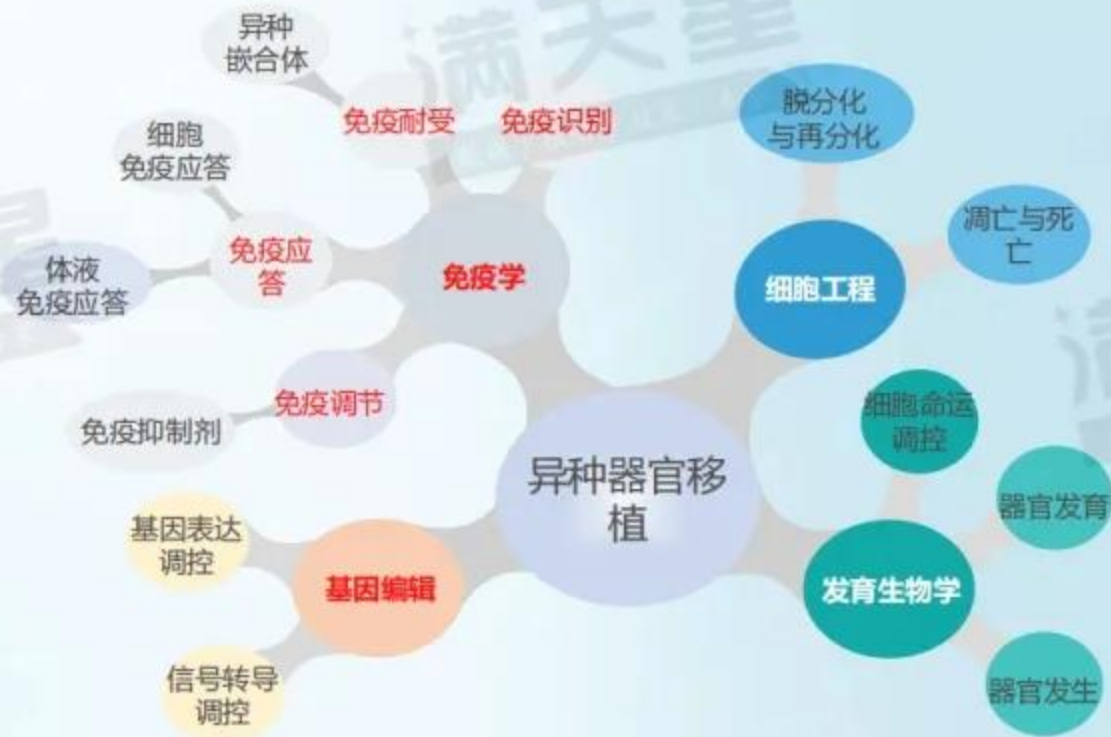 满天星
异种
嵌合体
免疫耐受
免疫识别
脱分化
与再分化
细胞
免疫应答
凋亡与死
亡
免疫应
答
体液
免疫应答
免疫学
细胞工程
免疫调节
免疫抑制剂
细胞命运
调控
异种器官移
植
器官发育
基因表达
调控
基因编辑
发育生物学
信号转导
调控
器官发生